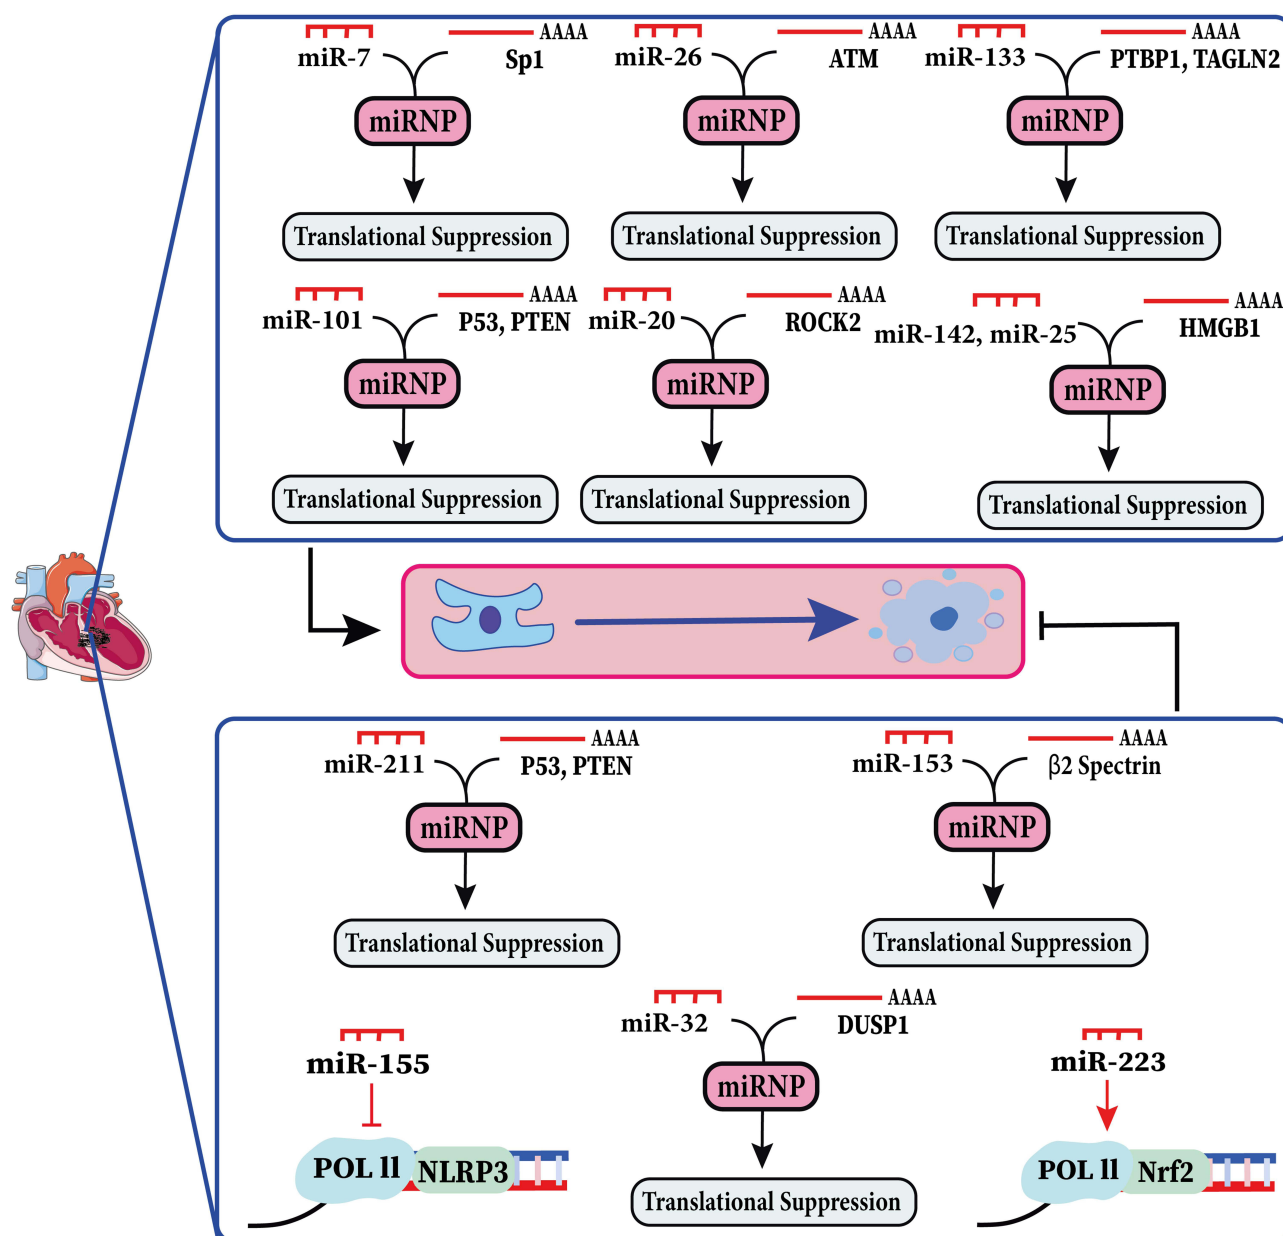 AAAA
miR-7
Sp1
miRNP
Translational Suppression
AAAA
miR-26
ATM
miRNP
Translational Suppression
AAAA
miR-133
PTBP1, TAGLN2
miRNP
Translational Suppression
AAAA
miR-101
P53, PTEN
miRNP
Translational Suppression
AAAA
miR-20
ROCK2
miRNP
Translational Suppression
AAAA
miR-142, miR-25
HMGB1
miRNP
Translational Suppression
AAAA
miR-211
P53, PTEN
miRNP
Translational Suppression
AAAA
miR-153
β2 Spectrin
miRNP
Translational Suppression
miR-155
POL ll
NLRP3
AAAA
miR-32
DUSP1
miRNP
Translational Suppression
miR-223
POL ll
Nrf2